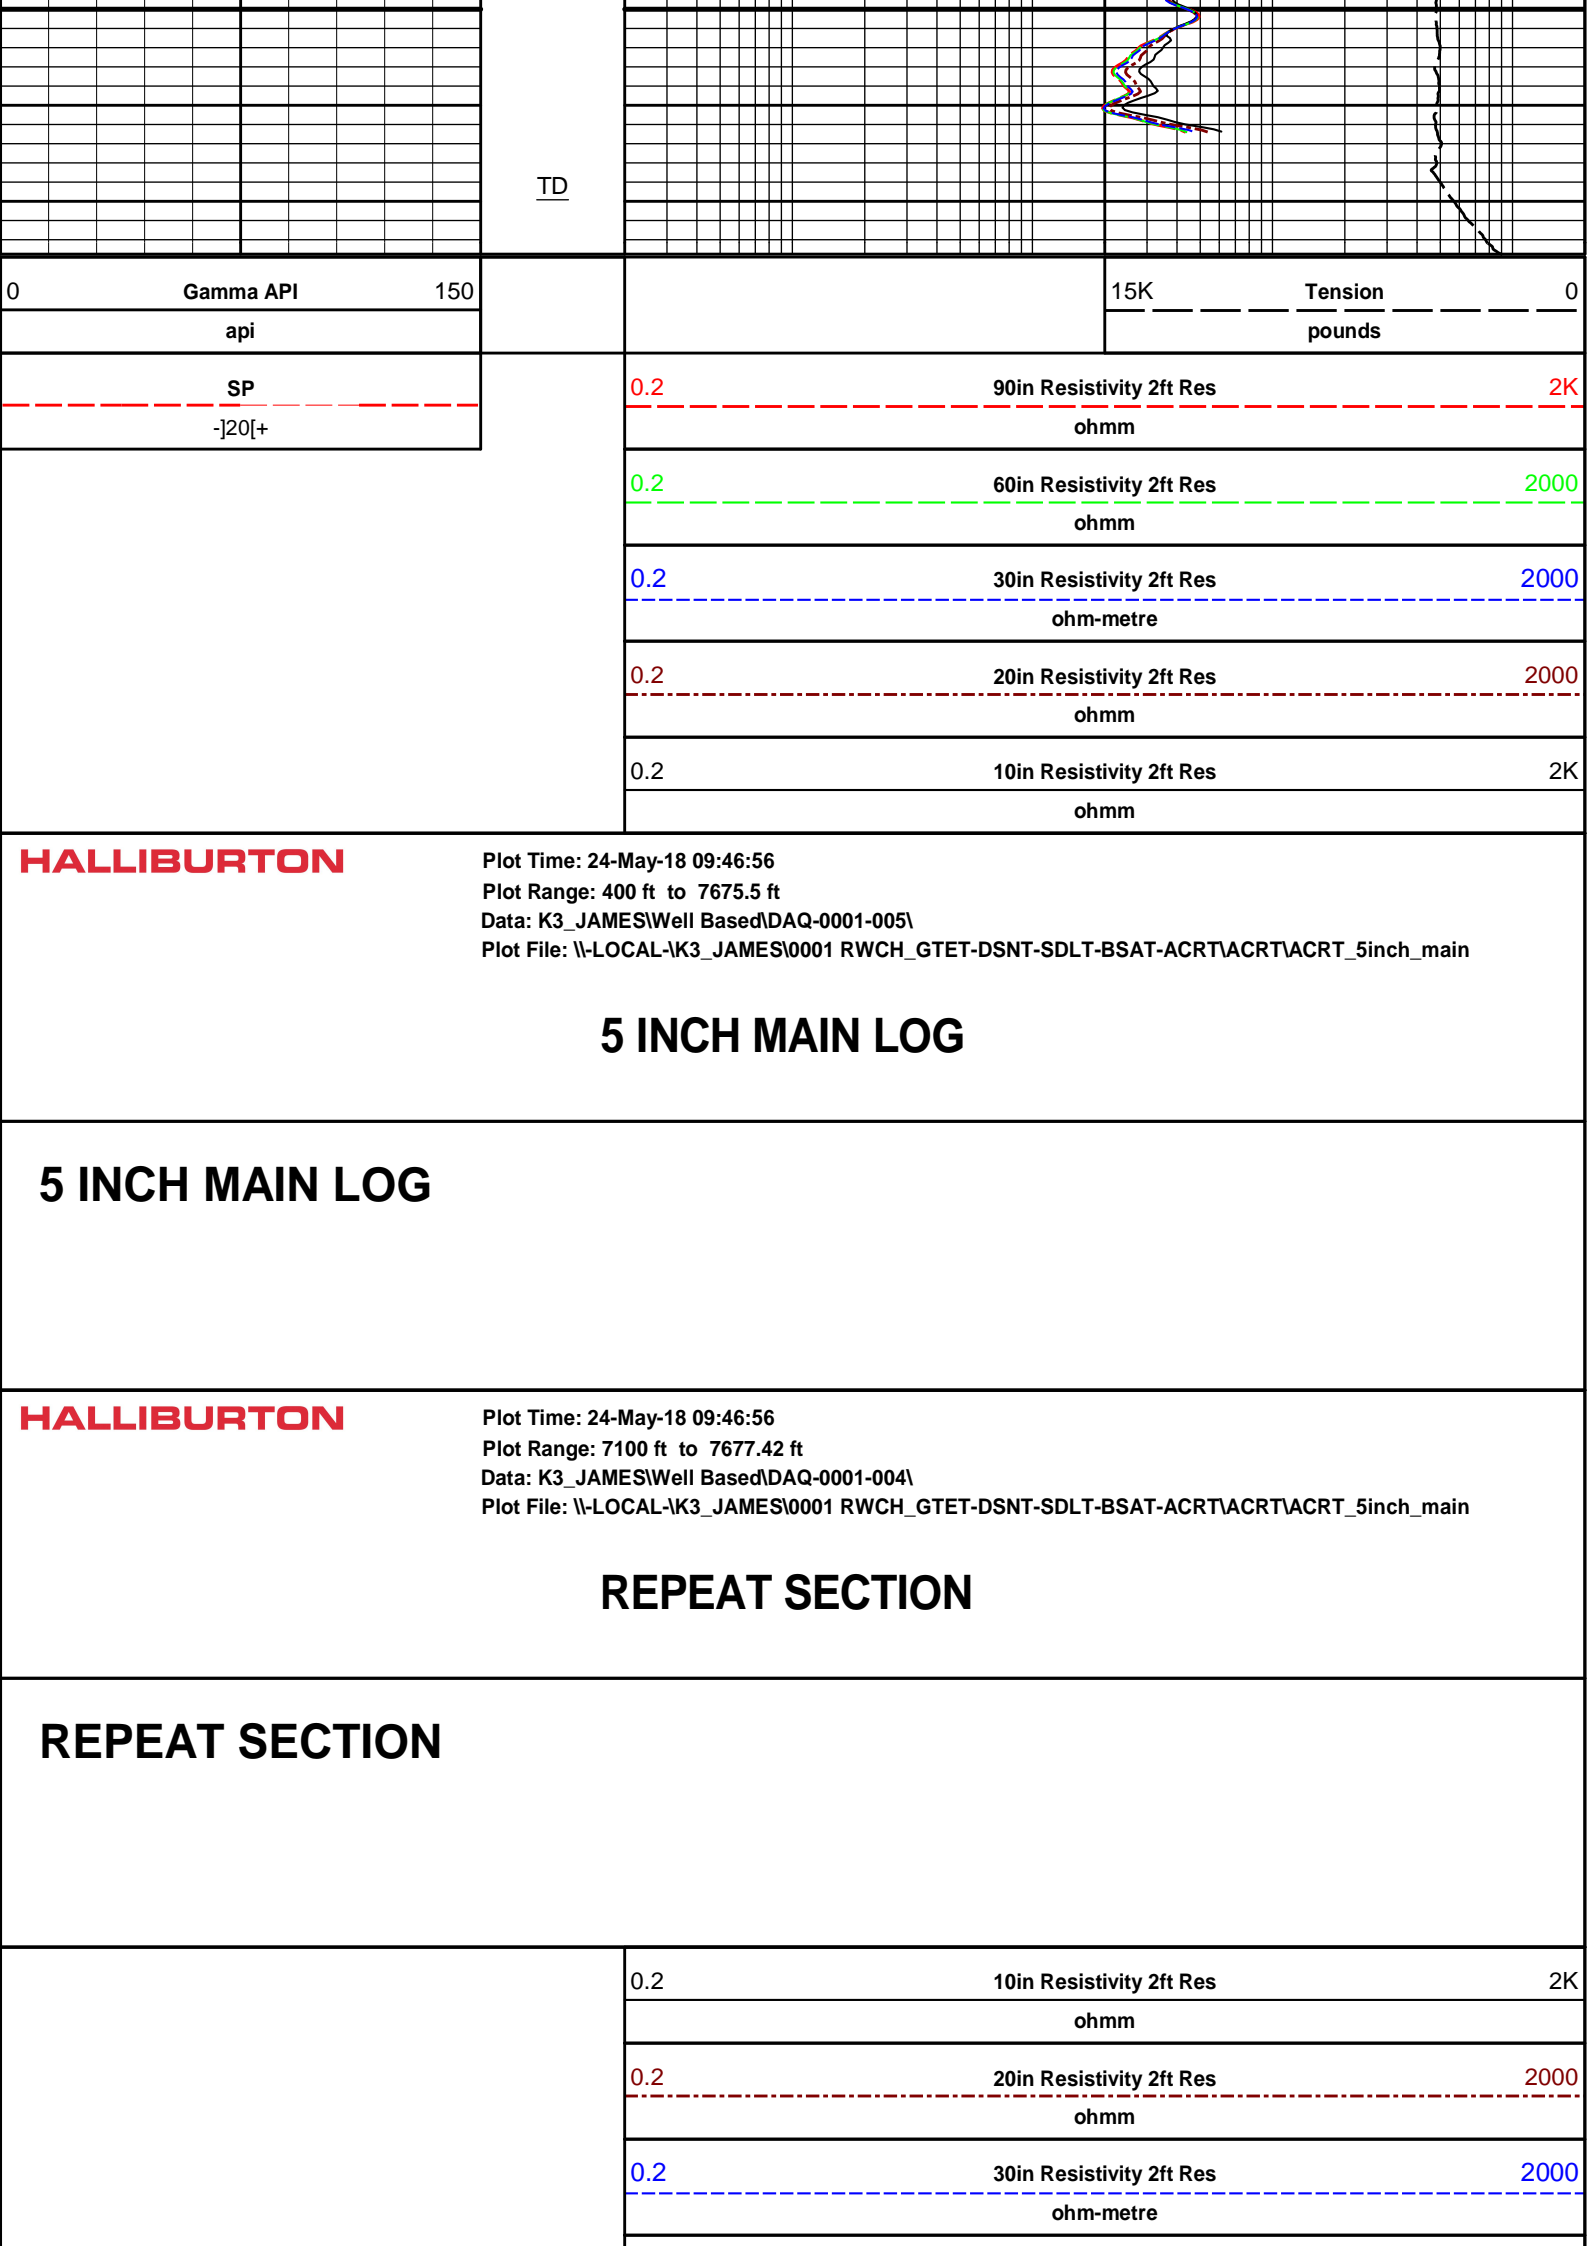 TD
0 Gamma API 150
api
15K Tension 0
pounds
SP
-]20[+
0.2 90in Resistivity 2ft Res 2K
ohmm
0.2 60in Resistivity 2ft Res 2000
ohmm
0.2 30in Resistivity 2ft Res 2000
ohm-metre
0.2 20in Resistivity 2ft Res 2000
ohmm
0.2 10in Resistivity 2ft Res 2K
ohmm
HALLIBURTON
Plot Time: 24-May-18 09:46:56
Plot Range: 400 ft to 7675.5 ft
Data: K3_JAMES\Well Based\DAQ-0001-005\
Plot File: \\-LOCAL-\K3_JAMES\0001 RWCH_GTET-DSNT-SDLT-BSAT-ACRT\ACRT\ACRT_5inch_main
5 INCH MAIN LOG
5 INCH MAIN LOG
HALLIBURTON
Plot Time: 24-May-18 09:46:56
Plot Range: 7100 ft to 7677.42 ft
Data: K3_JAMES\Well Based\DAQ-0001-004\
Plot File: \\-LOCAL-\K3_JAMES\0001 RWCH_GTET-DSNT-SDLT-BSAT-ACRT\ACRT\ACRT_5inch_main
REPEAT SECTION
REPEAT SECTION
0.2 10in Resistivity 2ft Res 2K
ohmm
0.2 20in Resistivity 2ft Res 2000
ohmm
0.2 30in Resistivity 2ft Res 2000
ohm-metre